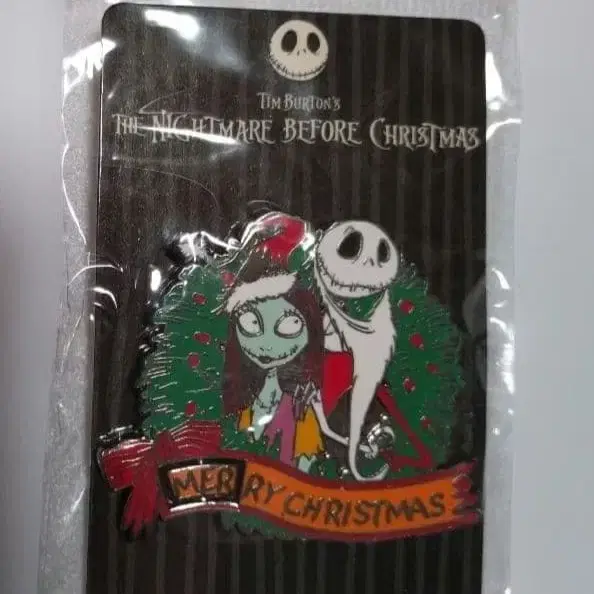 TIM BURTON'S
THE NIGHTMARE BEFORE CHRISTMAS
MERRY CHRISTMAS